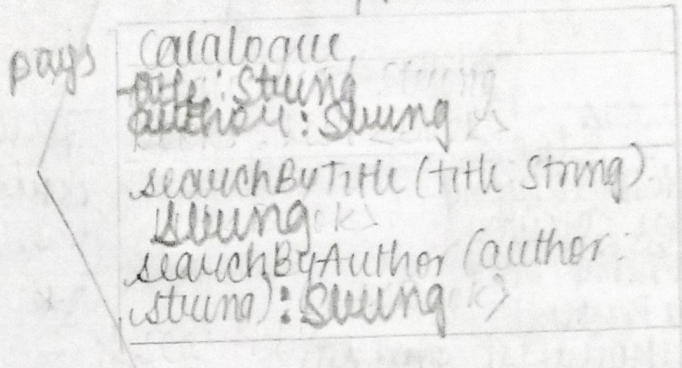 pays
Catalogue
-title : String
author : String
searchByTitle (title String)
String
searchByAuthor (author :
string) : String